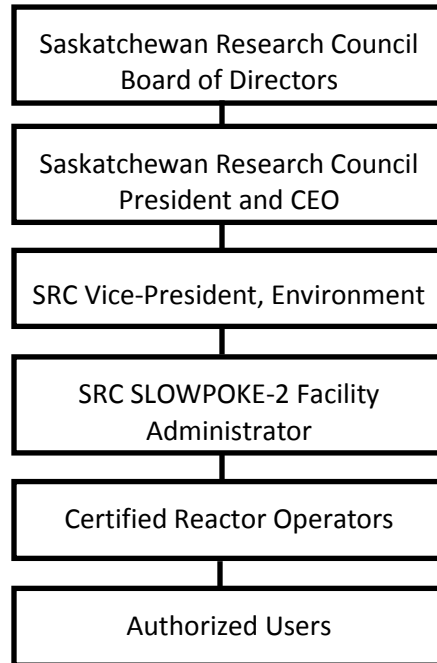 Saskatchewan Research Council
Board of Directors
Saskatchewan Research Council
President and CEO
SRC Vice-President, Environment
SRC SLOWPOKE-2 Facility
Administrator
Certified Reactor Operators
Authorized Users